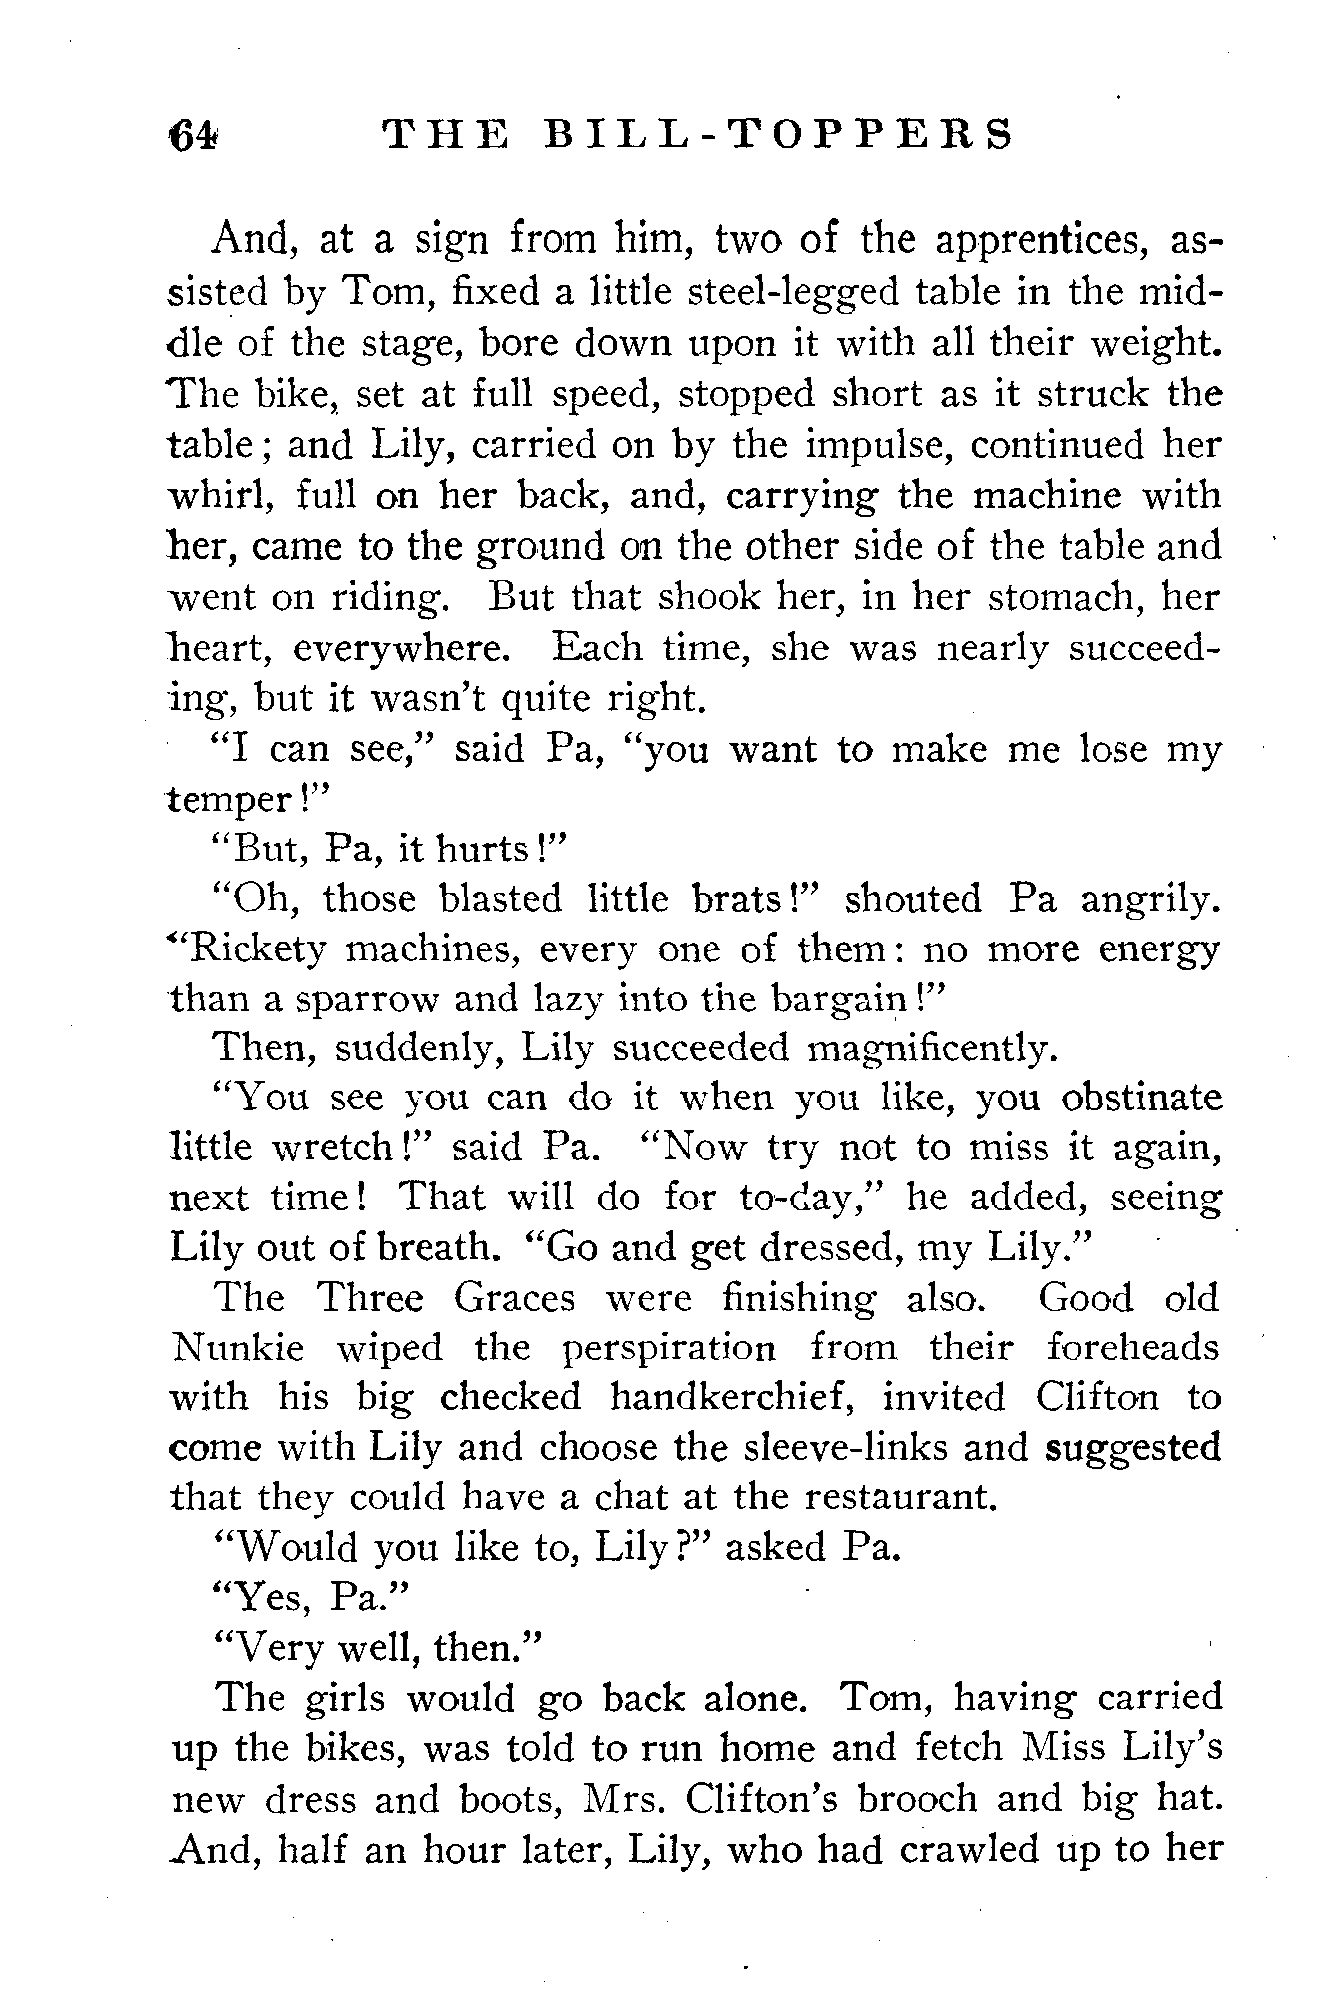 64 THE BILL-TOPPERS
And, at a sign from him, two of the apprentices, as-
sisted by Tom, fixed a little steel-legged table in the mid-
dle of the stage, bore down upon it with all their weight.
The bike, set at full speed, stopped short as it struck the
table; and Lily, carried on by the impulse, continued her
whirl, full on her back, and, carrying the machine with
her, came to the ground on the other side of the table and
went on riding. But that shook her, in her stomach, her
heart, everywhere. Each time, she was nearly succeed-
ing, but it wasn't quite right.
"I can see," said Pa, "you want to make me lose my
temper!"
"But, Pa, it hurts!"
"Oh, those blasted little brats!" shouted Pa angrily.
"Rickety machines, every one of them: no more energy
than a sparrow and lazy into the bargain!"
Then, suddenly, Lily succeeded magnificently.
"You see you can do it when you like, you obstinate
little wretch!" said Pa. "Now try not to miss it again,
next time! That will do for to-day," he added, seeing
Lily out of breath. "Go and get dressed, my Lily."
The Three Graces were finishing also. Good old
Nunkie wiped the perspiration from their foreheads
with his big checked handkerchief, invited Clifton to
come with Lily and choose the sleeve-links and suggested
that they could have a chat at the restaurant.
"Would you like to, Lily?" asked Pa.
"Yes, Pa."
"Very well, then."
The girls would go back alone. Tom, having carried
up the bikes, was told to run home and fetch Miss Lily's
new dress and boots, Mrs. Clifton's brooch and big hat.
And, half an hour later, Lily, who had crawled up to her